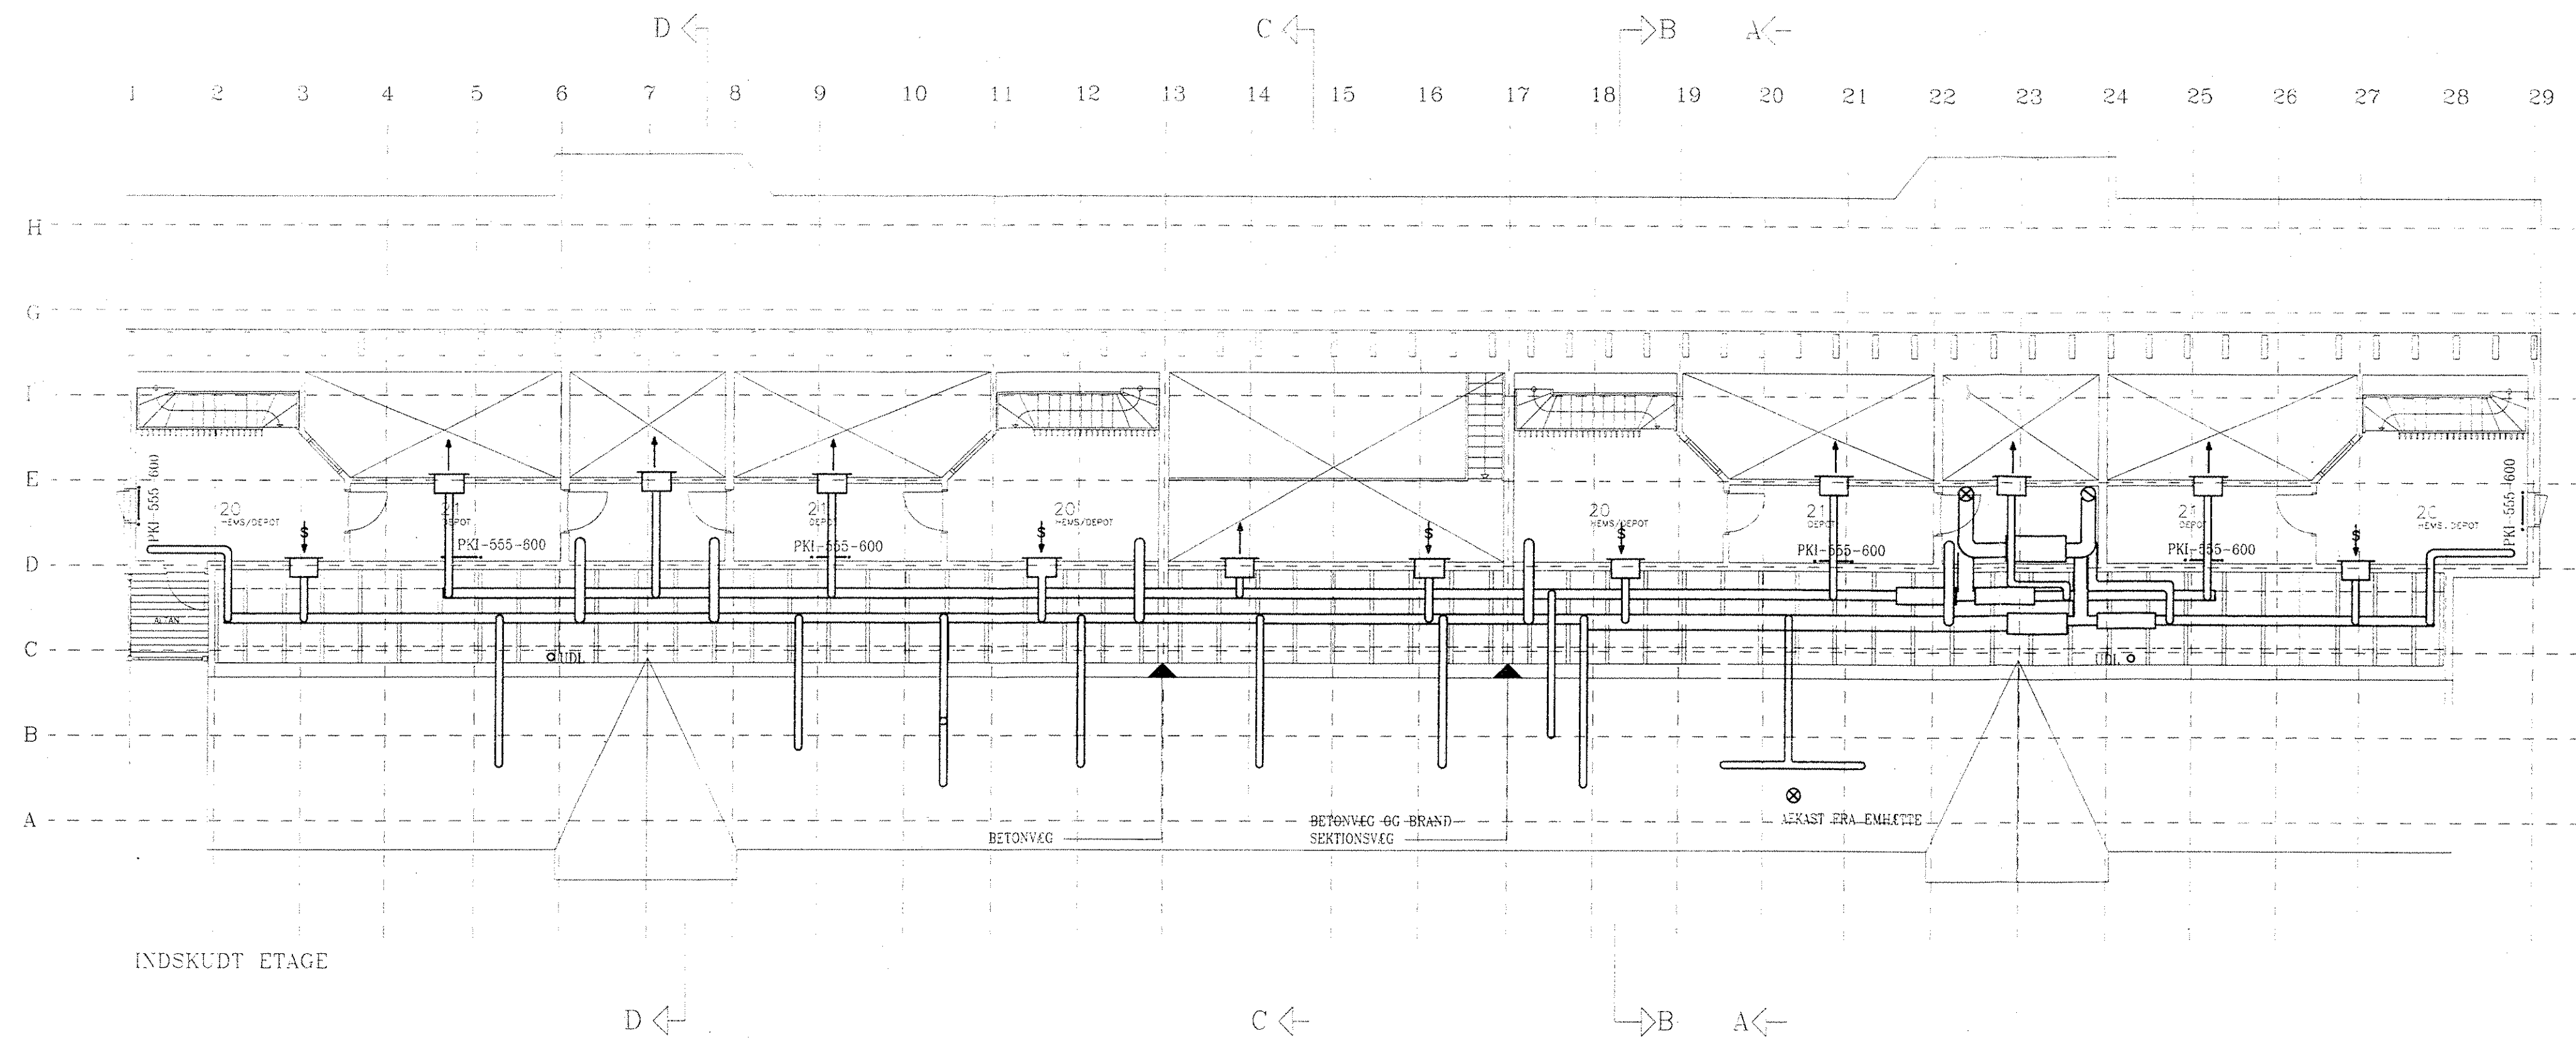 D C B A
1 2 3 4 5 6 7 8 9 10 11 12 13 14 15 16 17 18 19 20 21 22 23 24 25 26 27 28 29
H
G
I
E
PKI-555-600
PKI-555-600
20
HEMS/DEPOT
21
DEPOT
21
DEPOT
20
HEMS/DEPOT
20
HEMS/DEPOT
21
DEPOT
21
DEPOT
20
HEMS/DEPOT
S S S S S
PKI-555-600
PKI-555-600
PKI-555-600
PKI-555-600
D
ALTAN
C
UDL
UDL
B
A
BETONVÆG
BETONVÆG OG BRAND
SEKTIONSVÆG
AFKAST FRA EMHÆTTE
INDSKUDT ETAGE
D C B A